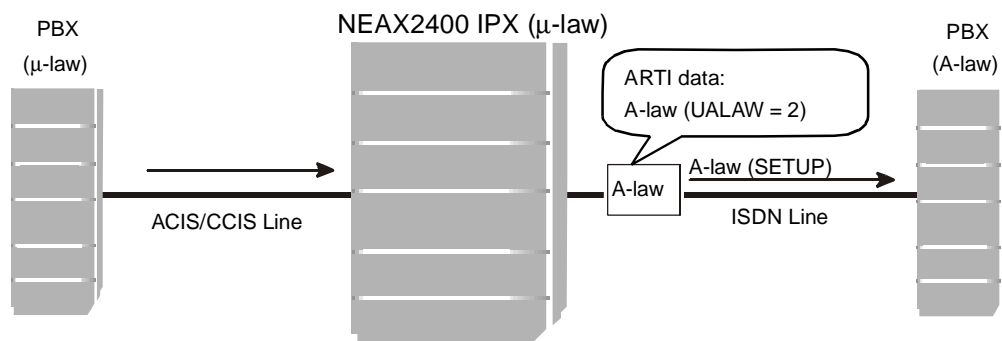 PBX
(μ-law)
NEAX2400 IPX (μ-law)
PBX
(A-law)
ARTI data:
A-law (UALAW = 2)
A-law
A-law (SETUP)
ACIS/CCIS Line
ISDN Line